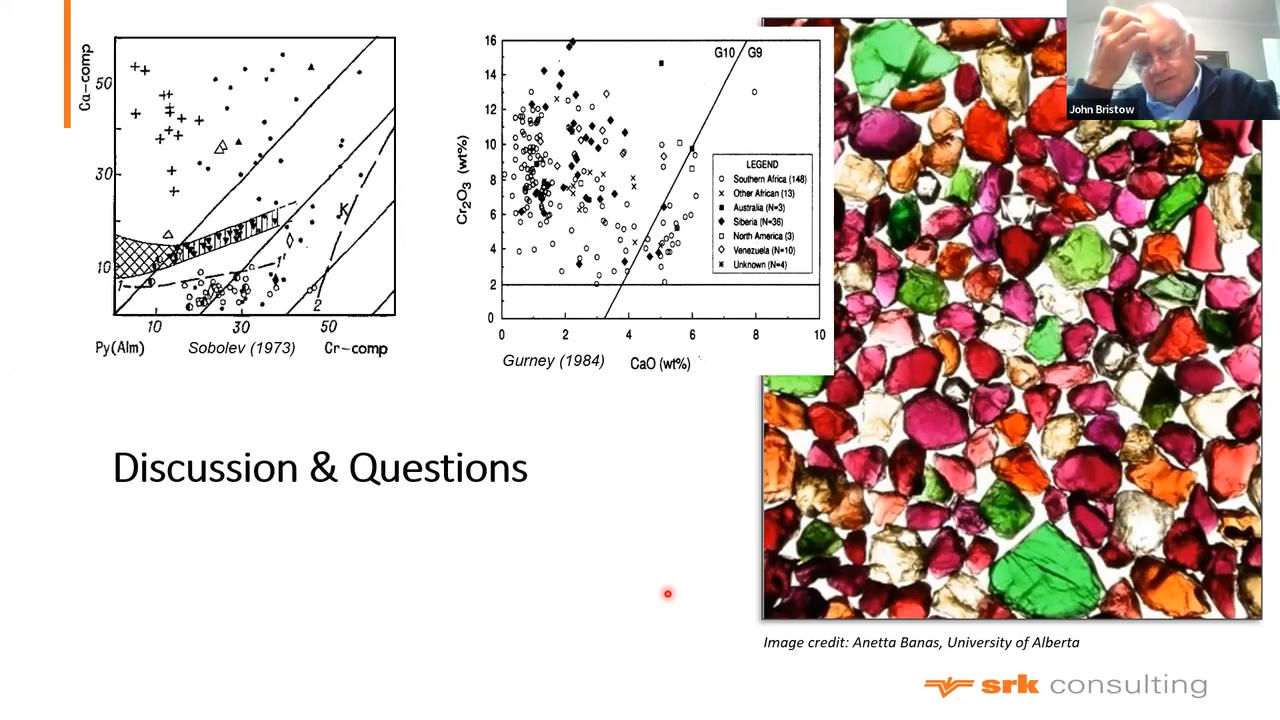 Ca-comp
50
30
10
1
1'
K
2
10
30
50
Py(Alm)
Sobolev (1973)
Cr-comp
16
14
12
10
8
6
4
2
0
Cr₂O₃ (wt%)
G10
G9
LEGEND
Southern Africa (148)
Other African (13)
Australia (N=3)
Siberia (N=36)
North America (3)
Venezuela (N=10)
Unknown (N=4)
0
2
4
6
8
10
Gurney (1984)
CaO (wt%)
John Bristow
Discussion & Questions
Image credit: Anetta Banas, University of Alberta
srk consulting